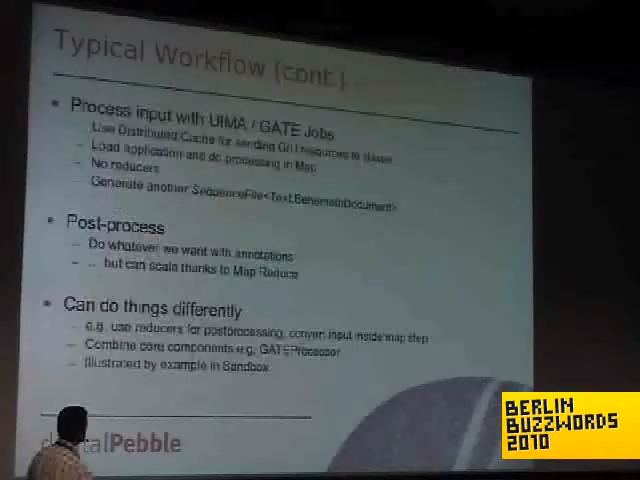 Typical Workflow (cont.)
Process input with UIMA / GATE Jobs
Use Distributed Cache for sending G/U resources to slaves
Load application and do processing in Map
No reducers
Generate another SequenceFile<Text,BehemothDocument>
Post-process
Do whatever we want with annotations
... but can scale thanks to Map Reduce
Can do things differently
e.g. use reducers for postprocessing, convert input inside map step
Combine core components e.g. GATEProcessor
Illustrated by example in Sandbox
talPebble
BERLIN
BUZZWORDS
2010